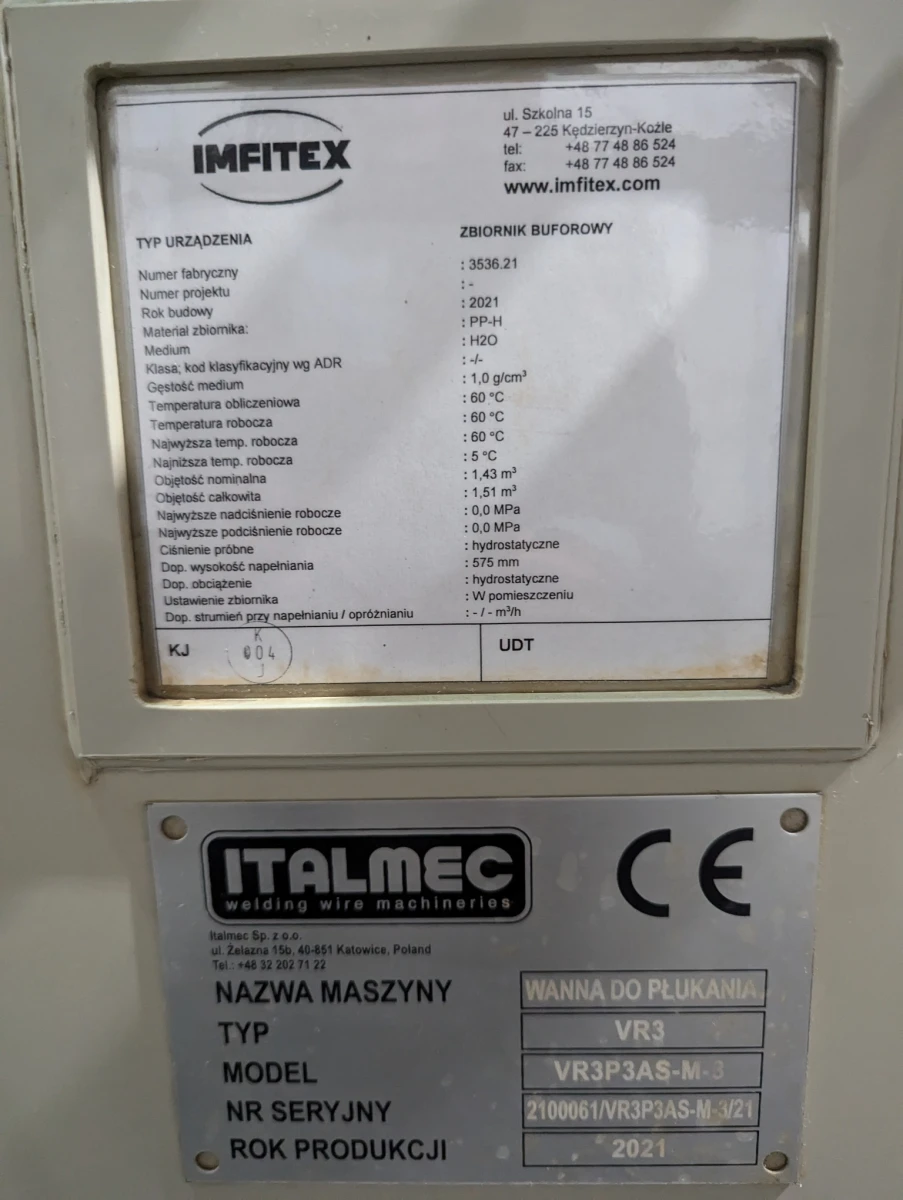 IMFITEX
ul. Szkolna 15
47 – 225 Kędzierzyn-Koźle
tel: +48 77 48 86 524
fax: +48 77 48 86 524
www.imfitex.com
TYP URZĄDZENIA ZBIORNIK BUFOROWY
Numer fabryczny : 3536.21
Numer projektu : -
Rok budowy : 2021
Materiał zbiornika: : PP-H
Medium : H2O
Klasa; kod klasyfikacyjny wg ADR : -/-
Gęstość medium : 1,0 g/cm³
Temperatura obliczeniowa : 60 °C
Temperatura robocza : 60 °C
Najwyższa temp. robocza : 60 °C
Najniższa temp. robocza : 5 °C
Objętość nominalna : 1,43 m³
Objętość całkowita : 1,51 m³
Najwyższe nadciśnienie robocze : 0,0 MPa
Najwyższe podciśnienie robocze : 0,0 MPa
Ciśnienie próbne : hydrostatyczne
Dop. wysokość napełniania : 575 mm
Dop. obciążenie : hydrostatyczne
Ustawienie zbiornika : W pomieszczeniu
Dop. strumień przy napełnianiu / opróżnianiu : - / - m³/h
KJ K 004 J UDT
ITALMEC CE
welding wire machineries
Italmec Sp. z o.o.
ul. Żelazna 15b, 40-851 Katowice, Poland
Tel.: +48 32 202 71 22
NAZWA MASZYNY WANNA DO PŁUKANIA
TYP VR3
MODEL VR3P3AS-M-3
NR SERYJNY 2100061/VR3P3AS-M-3/21
ROK PRODUKCJI 2021